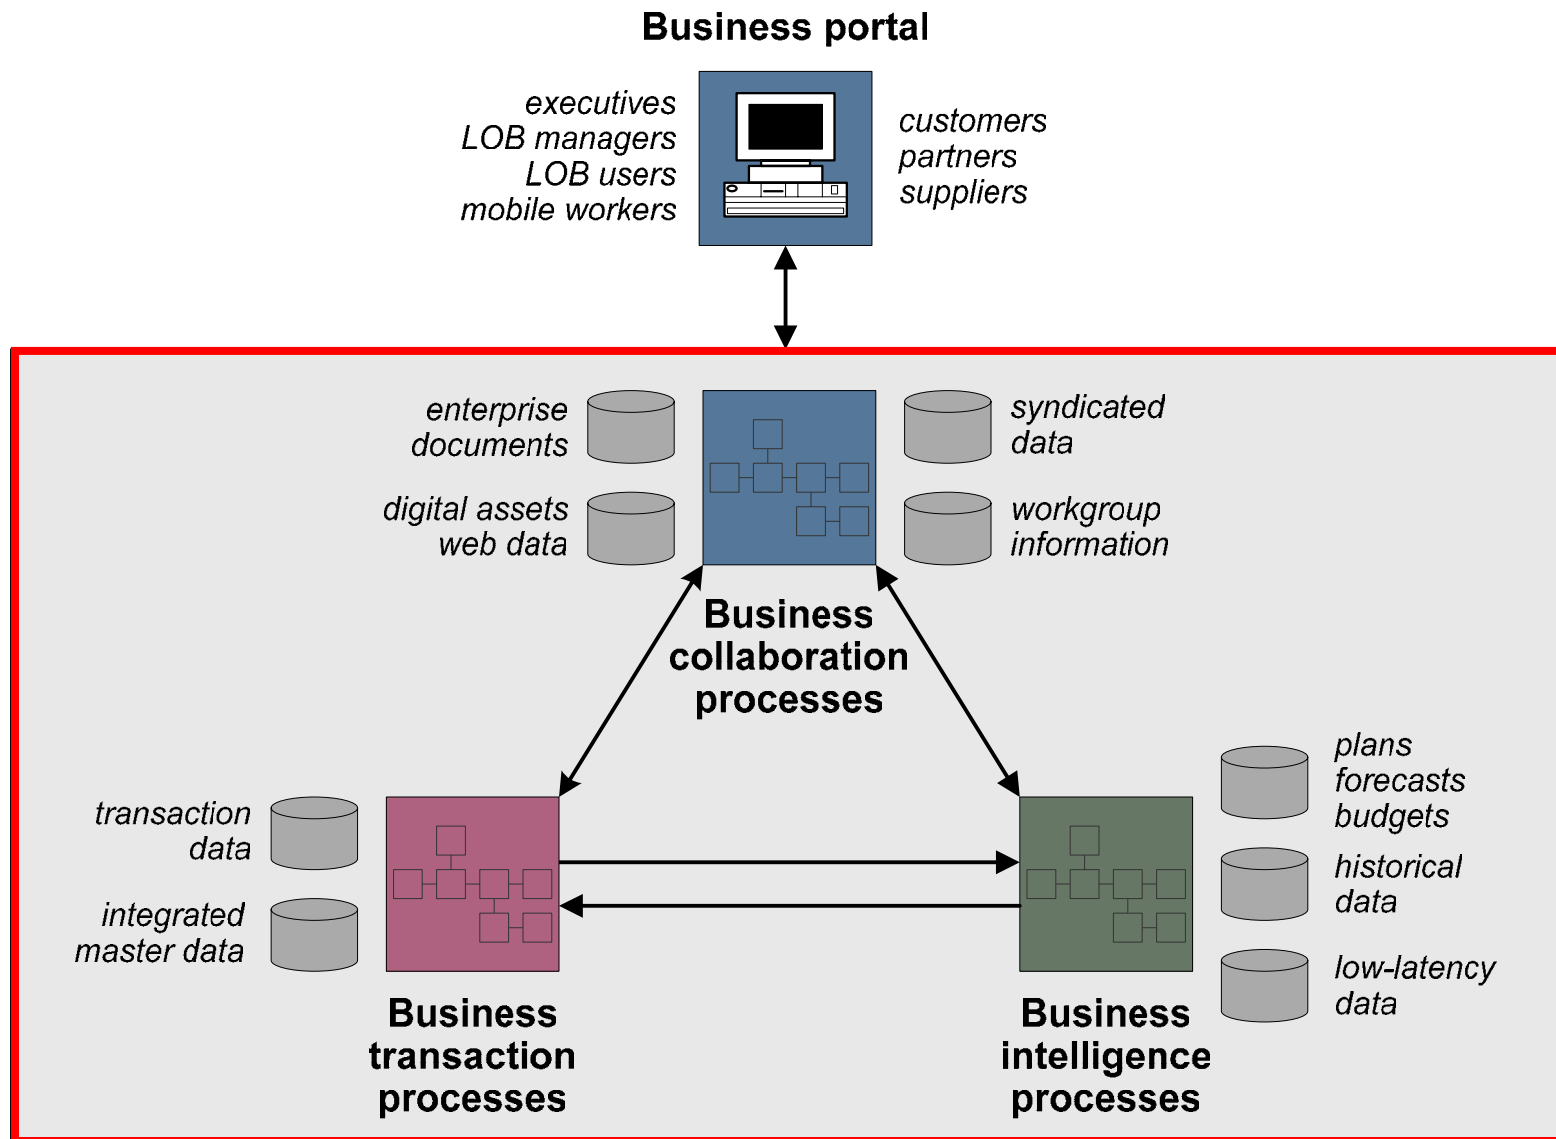 Business portal
executives
LOB managers
LOB users
mobile workers
customers
partners
suppliers
enterprise
documents
digital assets
web data
syndicated
data
workgroup
information
Business
collaboration
processes
transaction
data
integrated
master data
plans
forecasts
budgets
historical
data
low-latency
data
Business
transaction
processes
Business
intelligence
processes